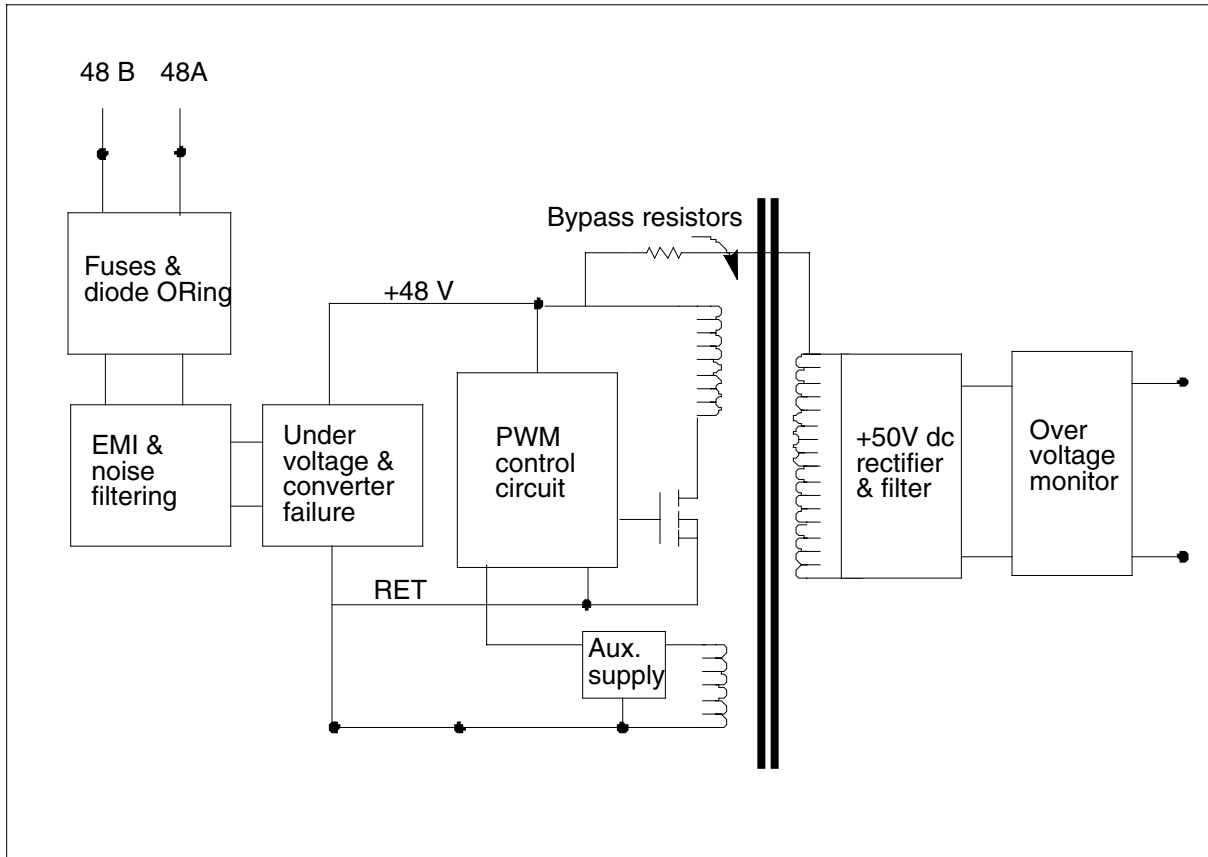 48 B 48A
Bypass resistors
Fuses &
diode ORing
+48 V
EMI &
noise
filtering
Under
voltage &
converter
failure
PWM
control
circuit
+50V dc
rectifier
& filter
Over
voltage
monitor
RET
Aux.
supply